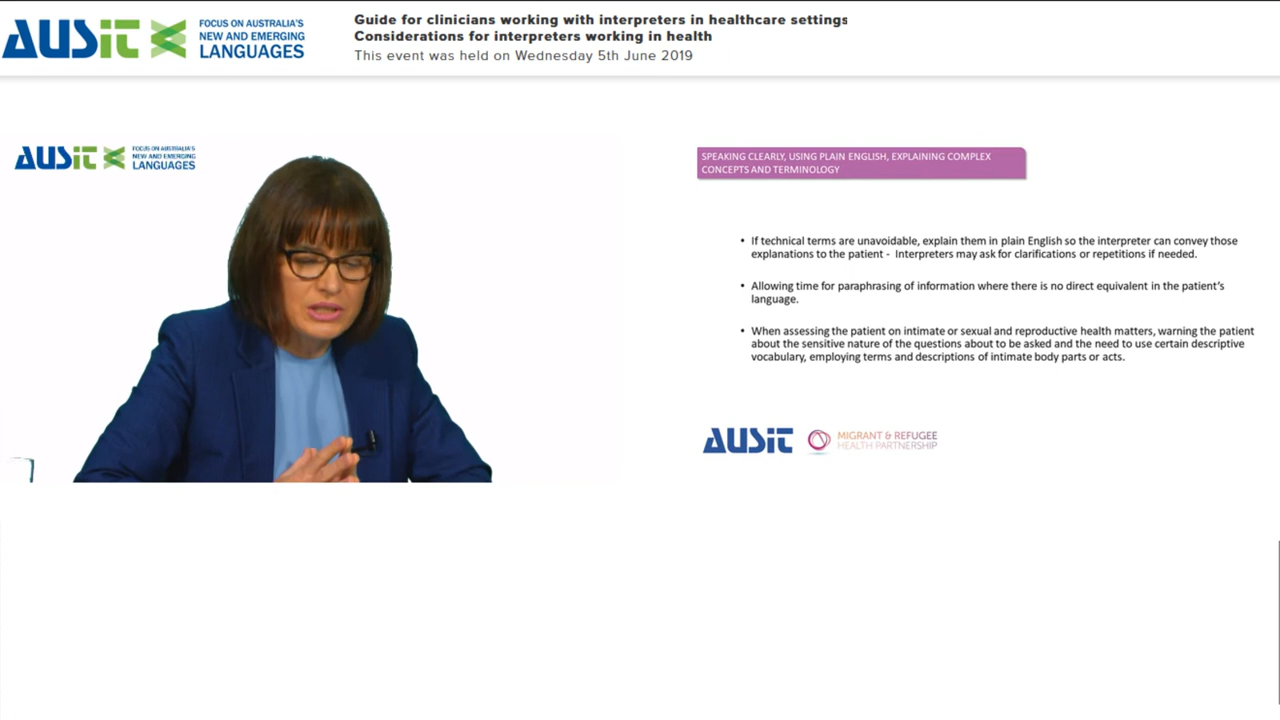 AUSiT
FOCUS ON AUSTRALIA'S
NEW AND EMERGING
LANGUAGES
Guide for clinicians working with interpreters in healthcare settings
Considerations for interpreters working in health
This event was held on Wednesday 5th June 2019
AUSiT
FOCUS ON AUSTRALIA'S
NEW AND EMERGING
LANGUAGES
SPEAKING CLEARLY, USING PLAIN ENGLISH, EXPLAINING COMPLEX
CONCEPTS AND TERMINOLOGY
• If technical terms are unavoidable, explain them in plain English so the interpreter can convey those
explanations to the patient - Interpreters may ask for clarifications or repetitions if needed.
• Allowing time for paraphrasing of information where there is no direct equivalent in the patient's
language.
• When assessing the patient on intimate or sexual and reproductive health matters, warning the patient
about the sensitive nature of the questions about to be asked and the need to use certain descriptive
vocabulary, employing terms and descriptions of intimate body parts or acts.
AUSiT
MIGRANT & REFUGEE
HEALTH PARTNERSHIP